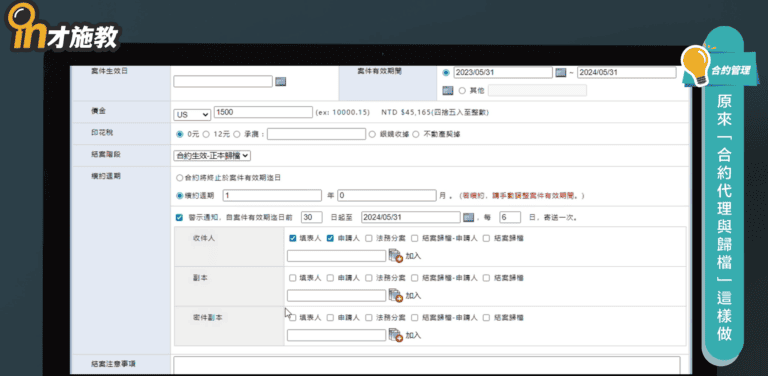 in才施教
合約管理
原來「合約代理與歸檔」這樣做
案件生效日
案件有效期間 2023/05/31 ~ 2024/05/31
其他
價金 US 1500 (ex: 10000.15) NTD $45,165(四捨五入至整數)
印花稅 0元 12元 承攬: 銀錢收據 不動產契據
結案階段 合約生效-正本歸檔
續約週期 合約將終止於案件有效期迄日
續約週期 1 年 0 月 。 (若續約,請手動調整案件有效期間。)
警示通知,自案件有效期迄日前 30 日起至 2024/05/31 ,每 6 日,寄送一次。
收件人 填表人 申請人 法務分案 結案歸檔-申請人 結案歸檔
加入
副本 填表人 申請人 法務分案 結案歸檔-申請人 結案歸檔
加入
密件副本 填表人 申請人 法務分案 結案歸檔-申請人 結案歸檔
加入
結案注意事項